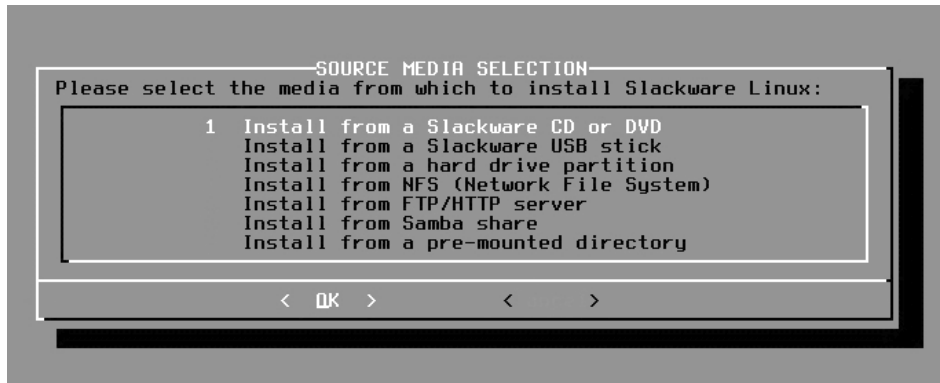 SOURCE MEDIA SELECTION
Please select the media from which to install Slackware Linux:
1 Install from a Slackware CD or DVD
Install from a Slackware USB stick
Install from a hard drive partition
Install from NFS (Network File System)
Install from FTP/HTTP server
Install from Samba share
Install from a pre-mounted directory
< OK > < >